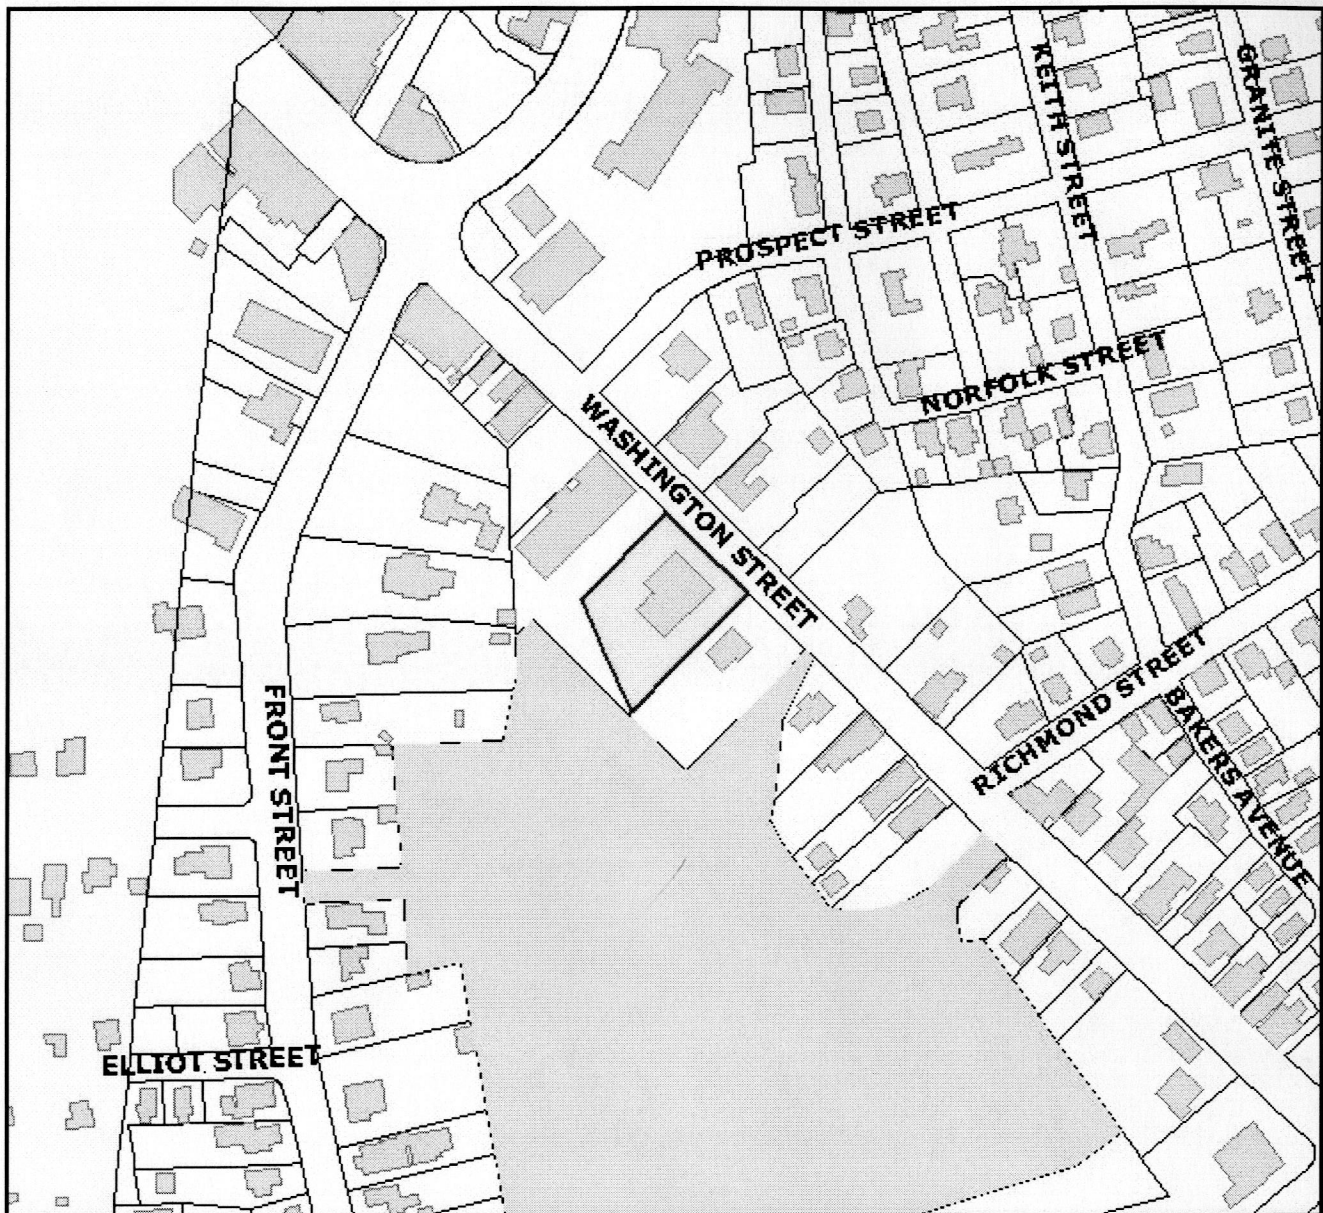 KEITH STREET
GRANITE STREET
PROSPECT STREET
NORFOLK STREET
WASHINGTON STREET
RICHMOND STREET
BAKERS AVENUE
FRONT STREET
ELLIOT STREET